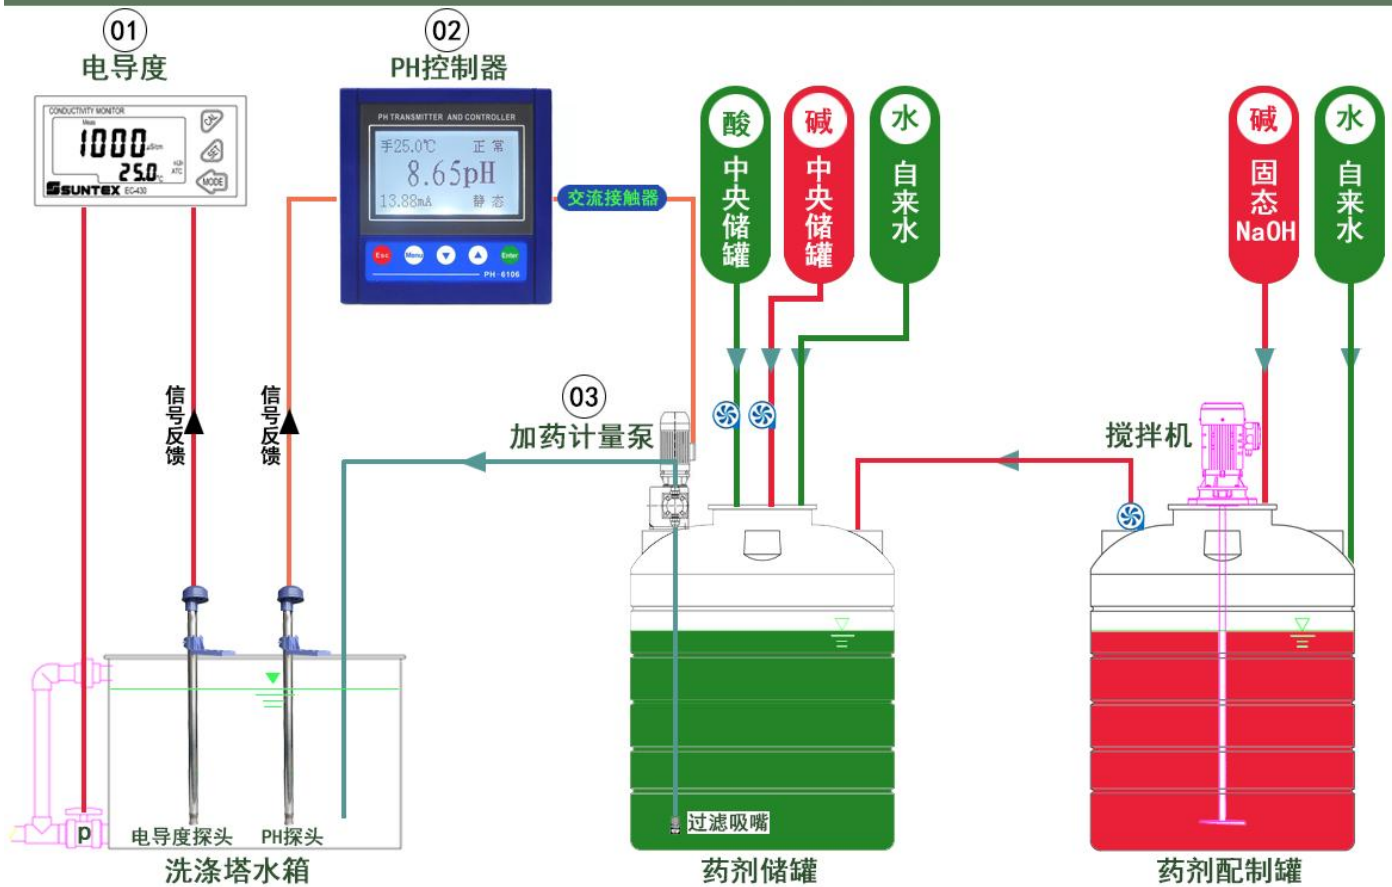 01
电导度
CONDUCTIVITY MONITOR
Meas
1000 μS/cm
25.0 °C
ATC
SUNTEX EC-430
MODE
02
PH控制器
PH TRANSMITTER AND CONTROLLER
手25.0℃ 正常
8.65pH
13.88mA 静态
Esc Menu Enter
PH-6106
交流接触器
酸
中央储罐
碱
中央储罐
水
自来水
碱
固态
NaOH
水
自来水
信号反馈
信号反馈
03
加药计量泵
搅拌机
p
电导度探头
PH探头
过滤吸嘴
洗涤塔水箱
药剂储罐
药剂配制罐